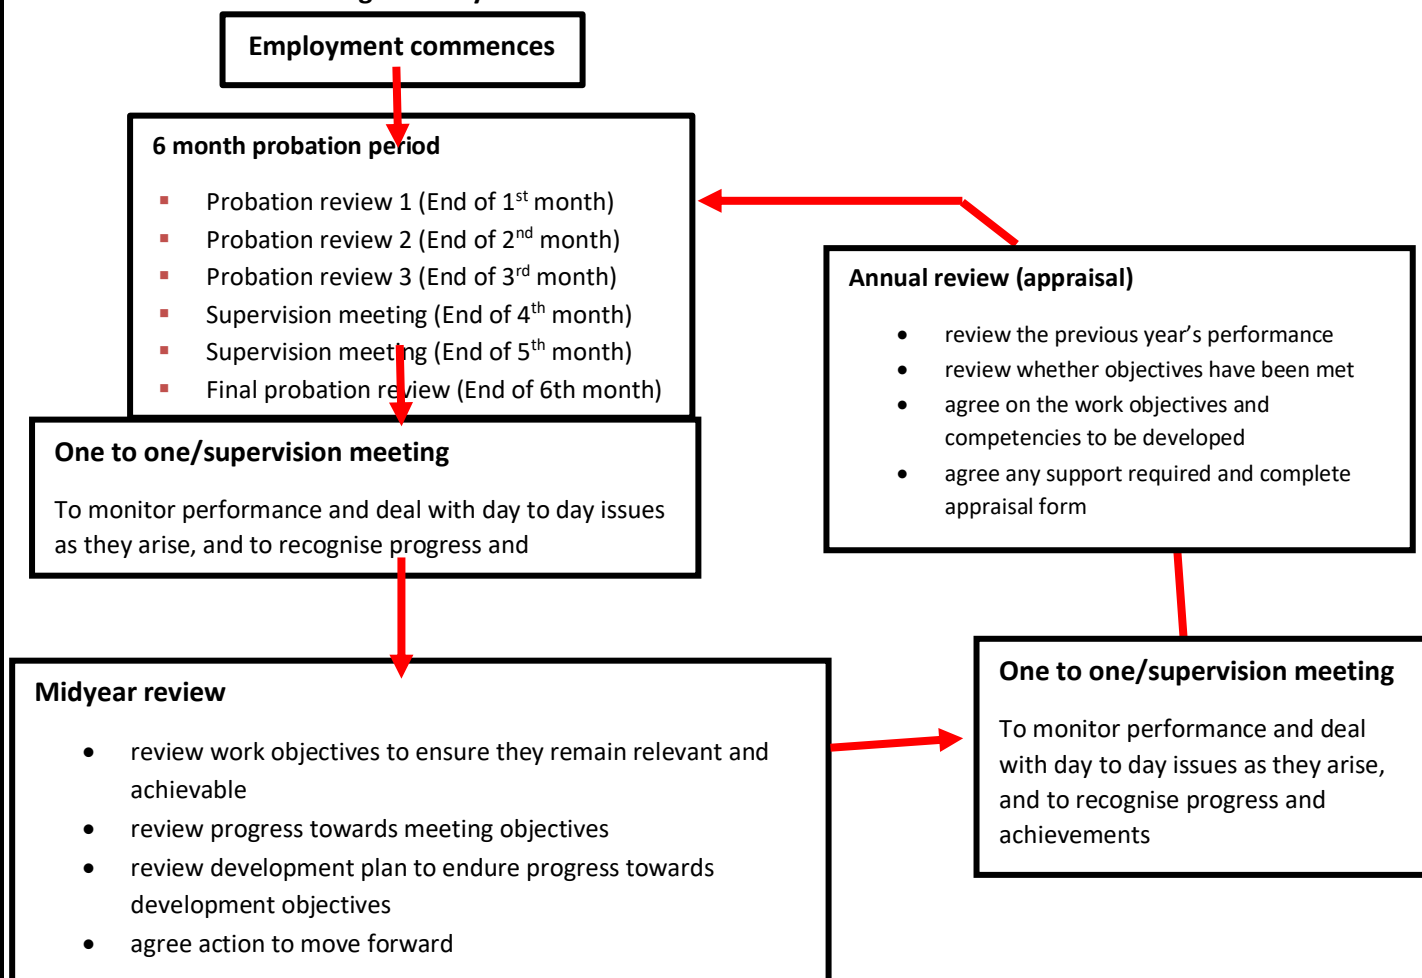 Employment commences
6 month probation period
Probation review 1 (End of 1st month)
Probation review 2 (End of 2nd month)
Probation review 3 (End of 3rd month)
Supervision meeting (End of 4th month)
Supervision meeting (End of 5th month)
Final probation review (End of 6th month)
One to one/supervision meeting
To monitor performance and deal with day to day issues
as they arise, and to recognise progress and
Midyear review
review work objectives to ensure they remain relevant and
achievable
review progress towards meeting objectives
review development plan to endure progress towards
development objectives
agree action to move forward
One to one/supervision meeting
To monitor performance and deal
with day to day issues as they arise,
and to recognise progress and
achievements
Annual review (appraisal)
review the previous year’s performance
review whether objectives have been met
agree on the work objectives and
competencies to be developed
agree any support required and complete
appraisal form